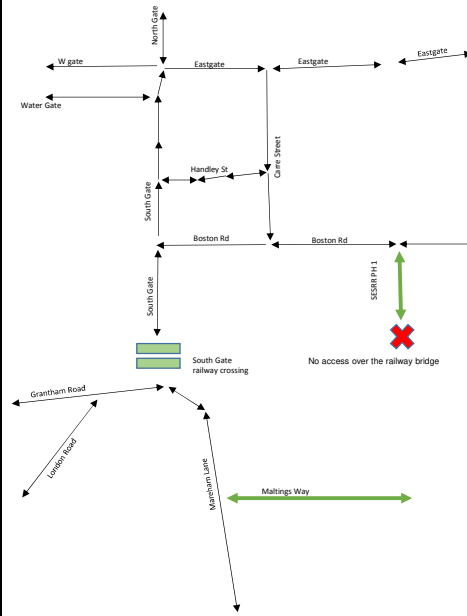 North Gate
W gate
Eastgate
Eastgate
Eastgate
Water Gate
Handley St
Carre Street
South Gate
Boston Rd
Boston Rd
South Gate
SESRR PH 1
South Gate
railway crossing
No access over the railway bridge
Grantham Road
London Road
Mareham Lane
Maltings Way